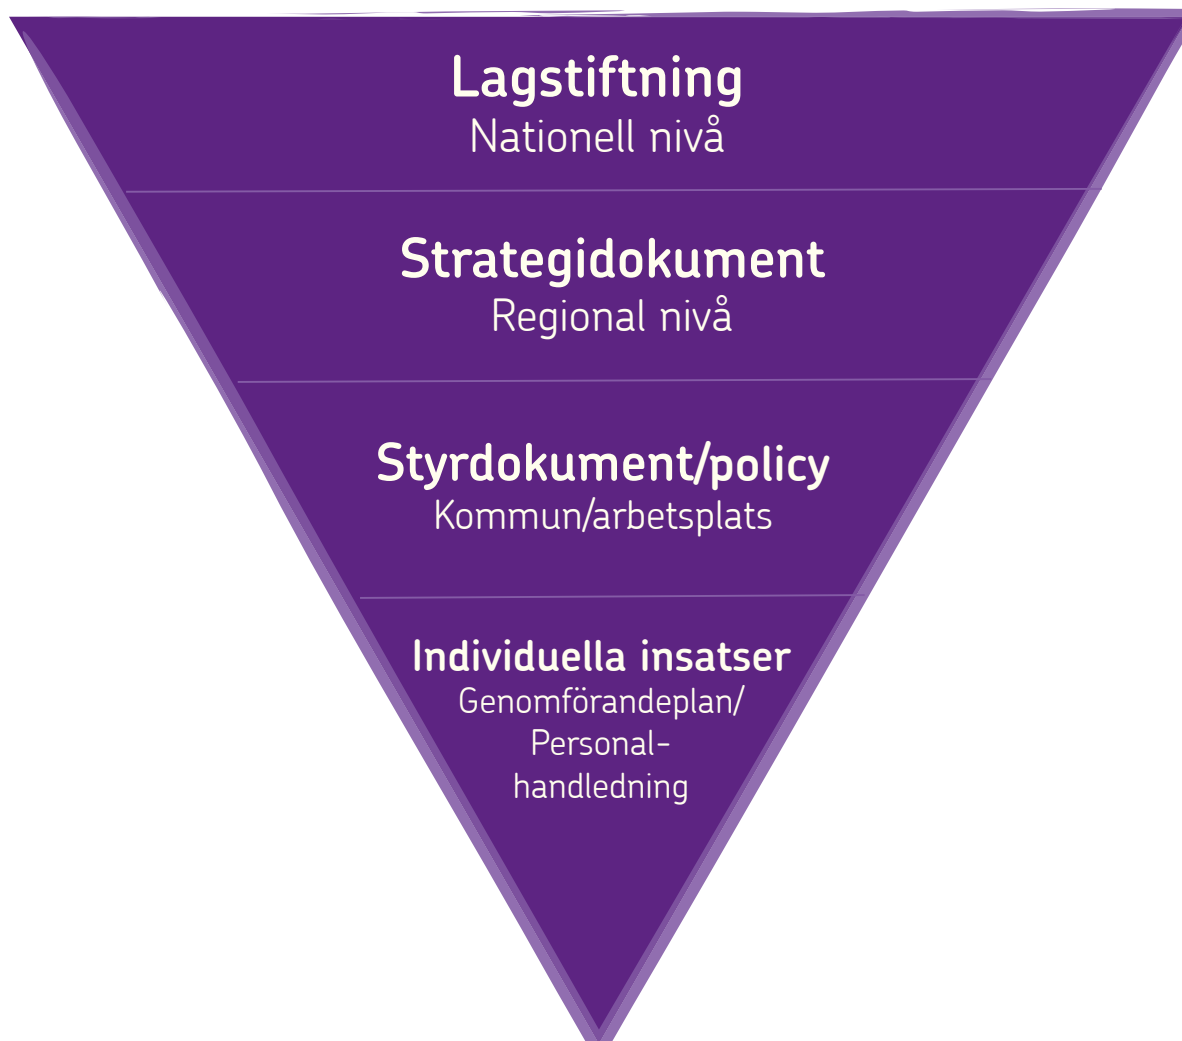 Lagstiftning
Nationell nivå
Strategidokument
Regional nivå
Styrdokument/policy
Kommun/arbetsplats
Individuella insatser
Genomförandeplan/
Personal-
handledning